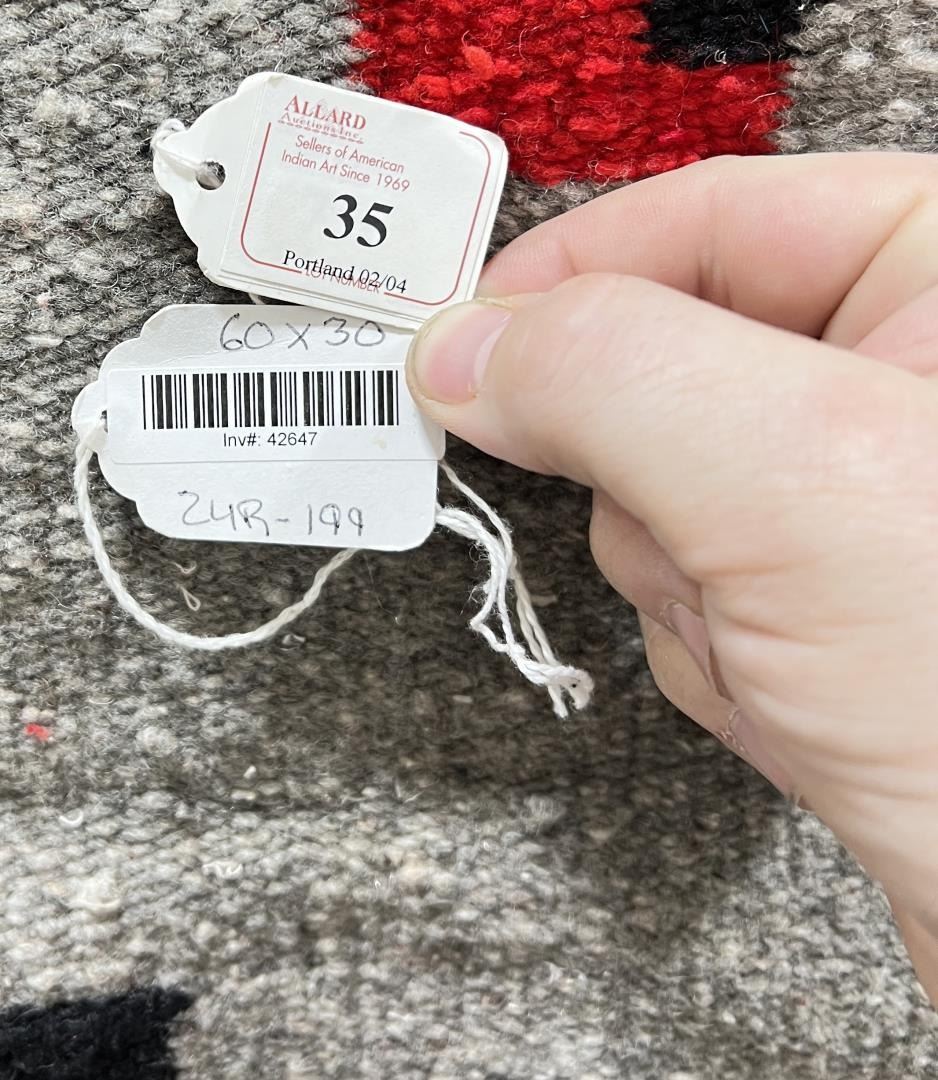 ALLARD
Auctions Inc.
Sellers of American
Indian Art Since 1969
35
Portland 02/04
LOT NUMBER
60 X 30
Inv#: 42647
24R-199